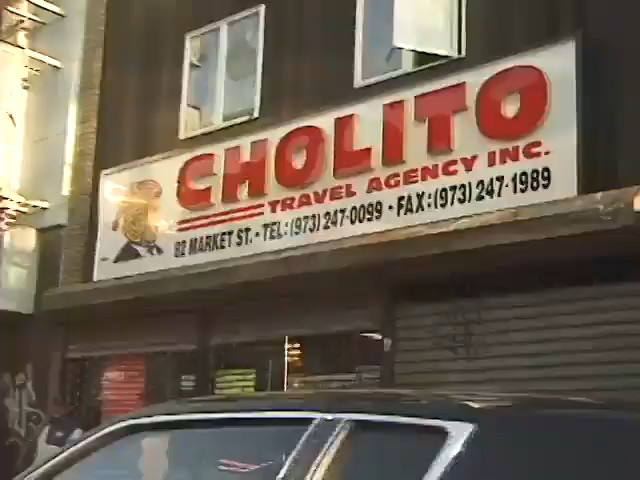 CHOLITO
TRAVEL AGENCY INC.
82 MARKET ST. - TEL: (973) 247-0099 - FAX: (973) 247-1989